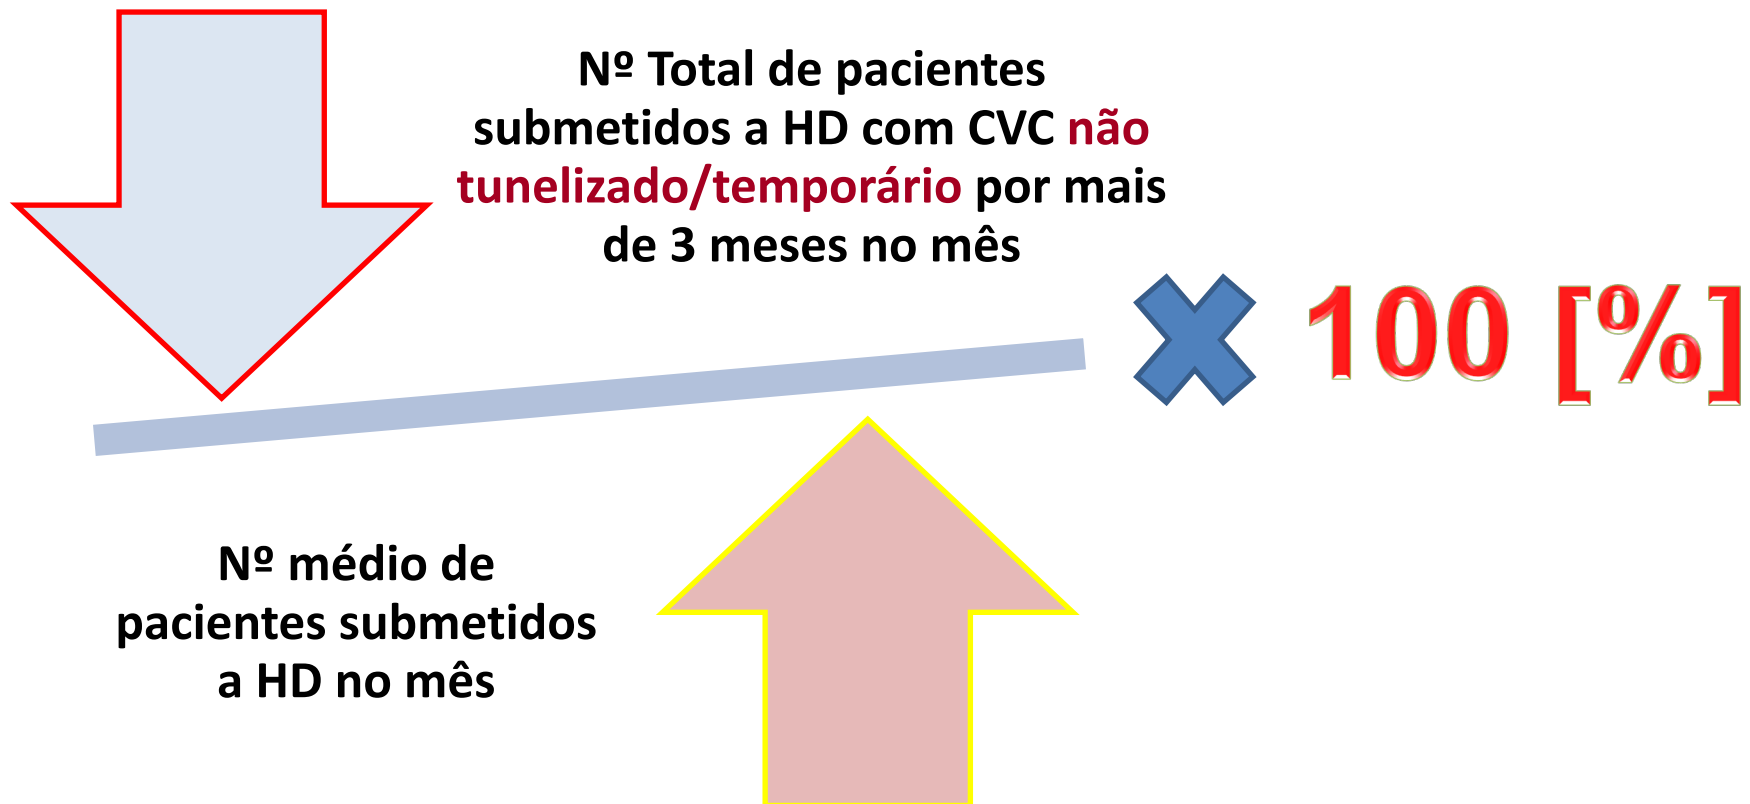 Nº Total de pacientes
submetidos a HD com CVC não
tunelizado/temporário por mais
de 3 meses no mês
100 [%]
Nº médio de
pacientes submetidos
a HD no mês